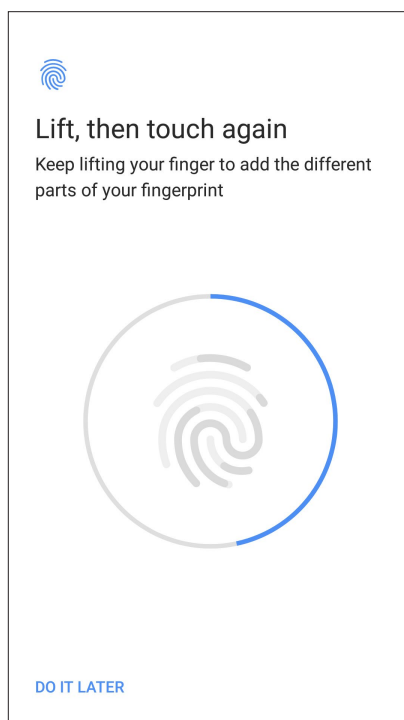 Lift, then touch again
Keep lifting your finger to add the different
parts of your fingerprint
DO IT LATER